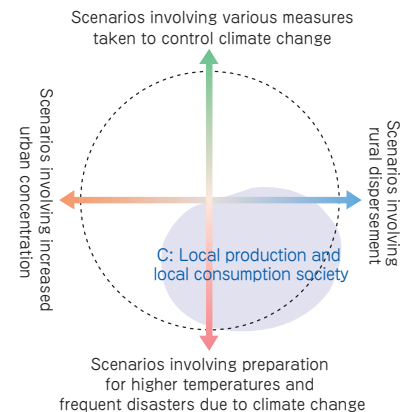 Scenarios involving various measures
taken to control climate change
Scenarios involving increased
urban concentration
Scenarios involving
rural dispersement
C: Local production and
local consumption society
Scenarios involving preparation
for higher temperatures and
frequent disasters due to climate change